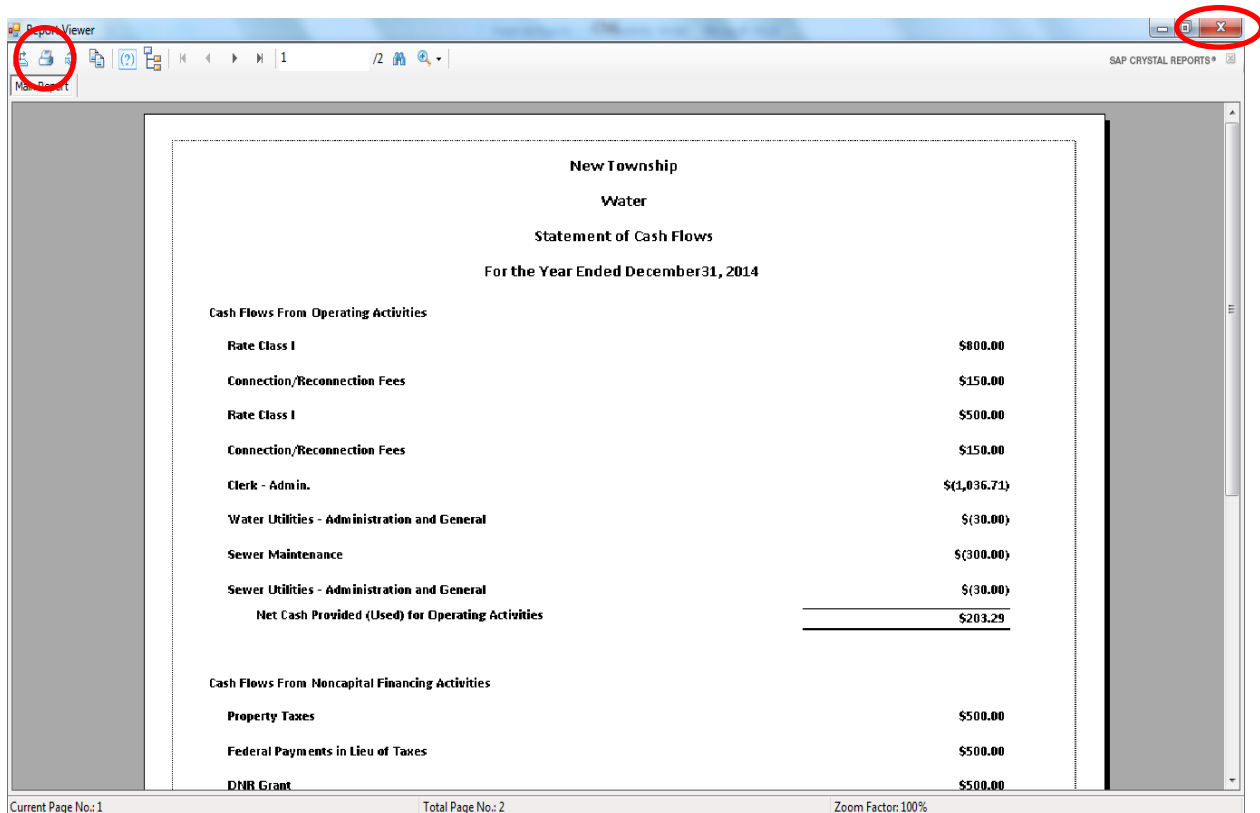 Report Viewer
1 /2
SAP CRYSTAL REPORTS®
Main Report
New Township
Water
Statement of Cash Flows
For the Year Ended December31, 2014
Cash Flows From Operating Activities
Rate Class I $800.00
Connection/Reconnection Fees $150.00
Rate Class I $500.00
Connection/Reconnection Fees $150.00
Clerk - Admin. $(1,036.71)
Water Utilities - Administration and General $(30.00)
Sewer Maintenance $(300.00)
Sewer Utilities - Administration and General $(30.00)
Net Cash Provided (Used) for Operating Activities $203.29
Cash Flows From Noncapital Financing Activities
Property Taxes $500.00
Federal Payments in Lieu of Taxes $500.00
DNR Grant $500.00
Current Page No.: 1 Total Page No.: 2 Zoom Factor: 100%